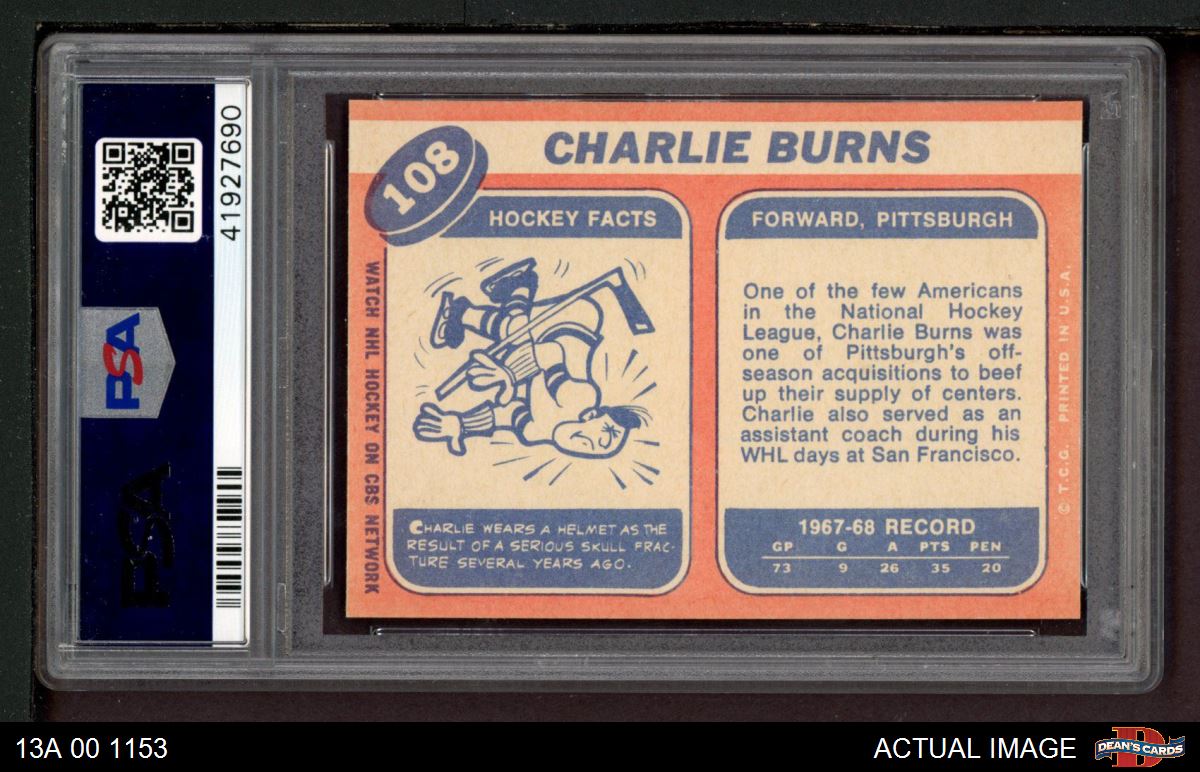 41927690
PSA
PSA
CHARLIE BURNS
108
HOCKEY FACTS
WATCH NHL HOCKEY ON CBS NETWORK
CHARLIE WEARS A HELMET AS THE
RESULT OF A SERIOUS SKULL FRAC-
TURE SEVERAL YEARS AGO.
FORWARD, PITTSBURGH
One of the few Americans
in the National Hockey
League, Charlie Burns was
one of Pittsburgh's off-
season acquisitions to beef
up their supply of centers.
Charlie also served as an
assistant coach during his
WHL days at San Francisco.
1967-68 RECORD
GP G A PTS PEN
73 9 26 35 20
© T.C.G. PRINTED IN U.S.A.
13A 00 1153
ACTUAL IMAGE
DEAN'S CARDS